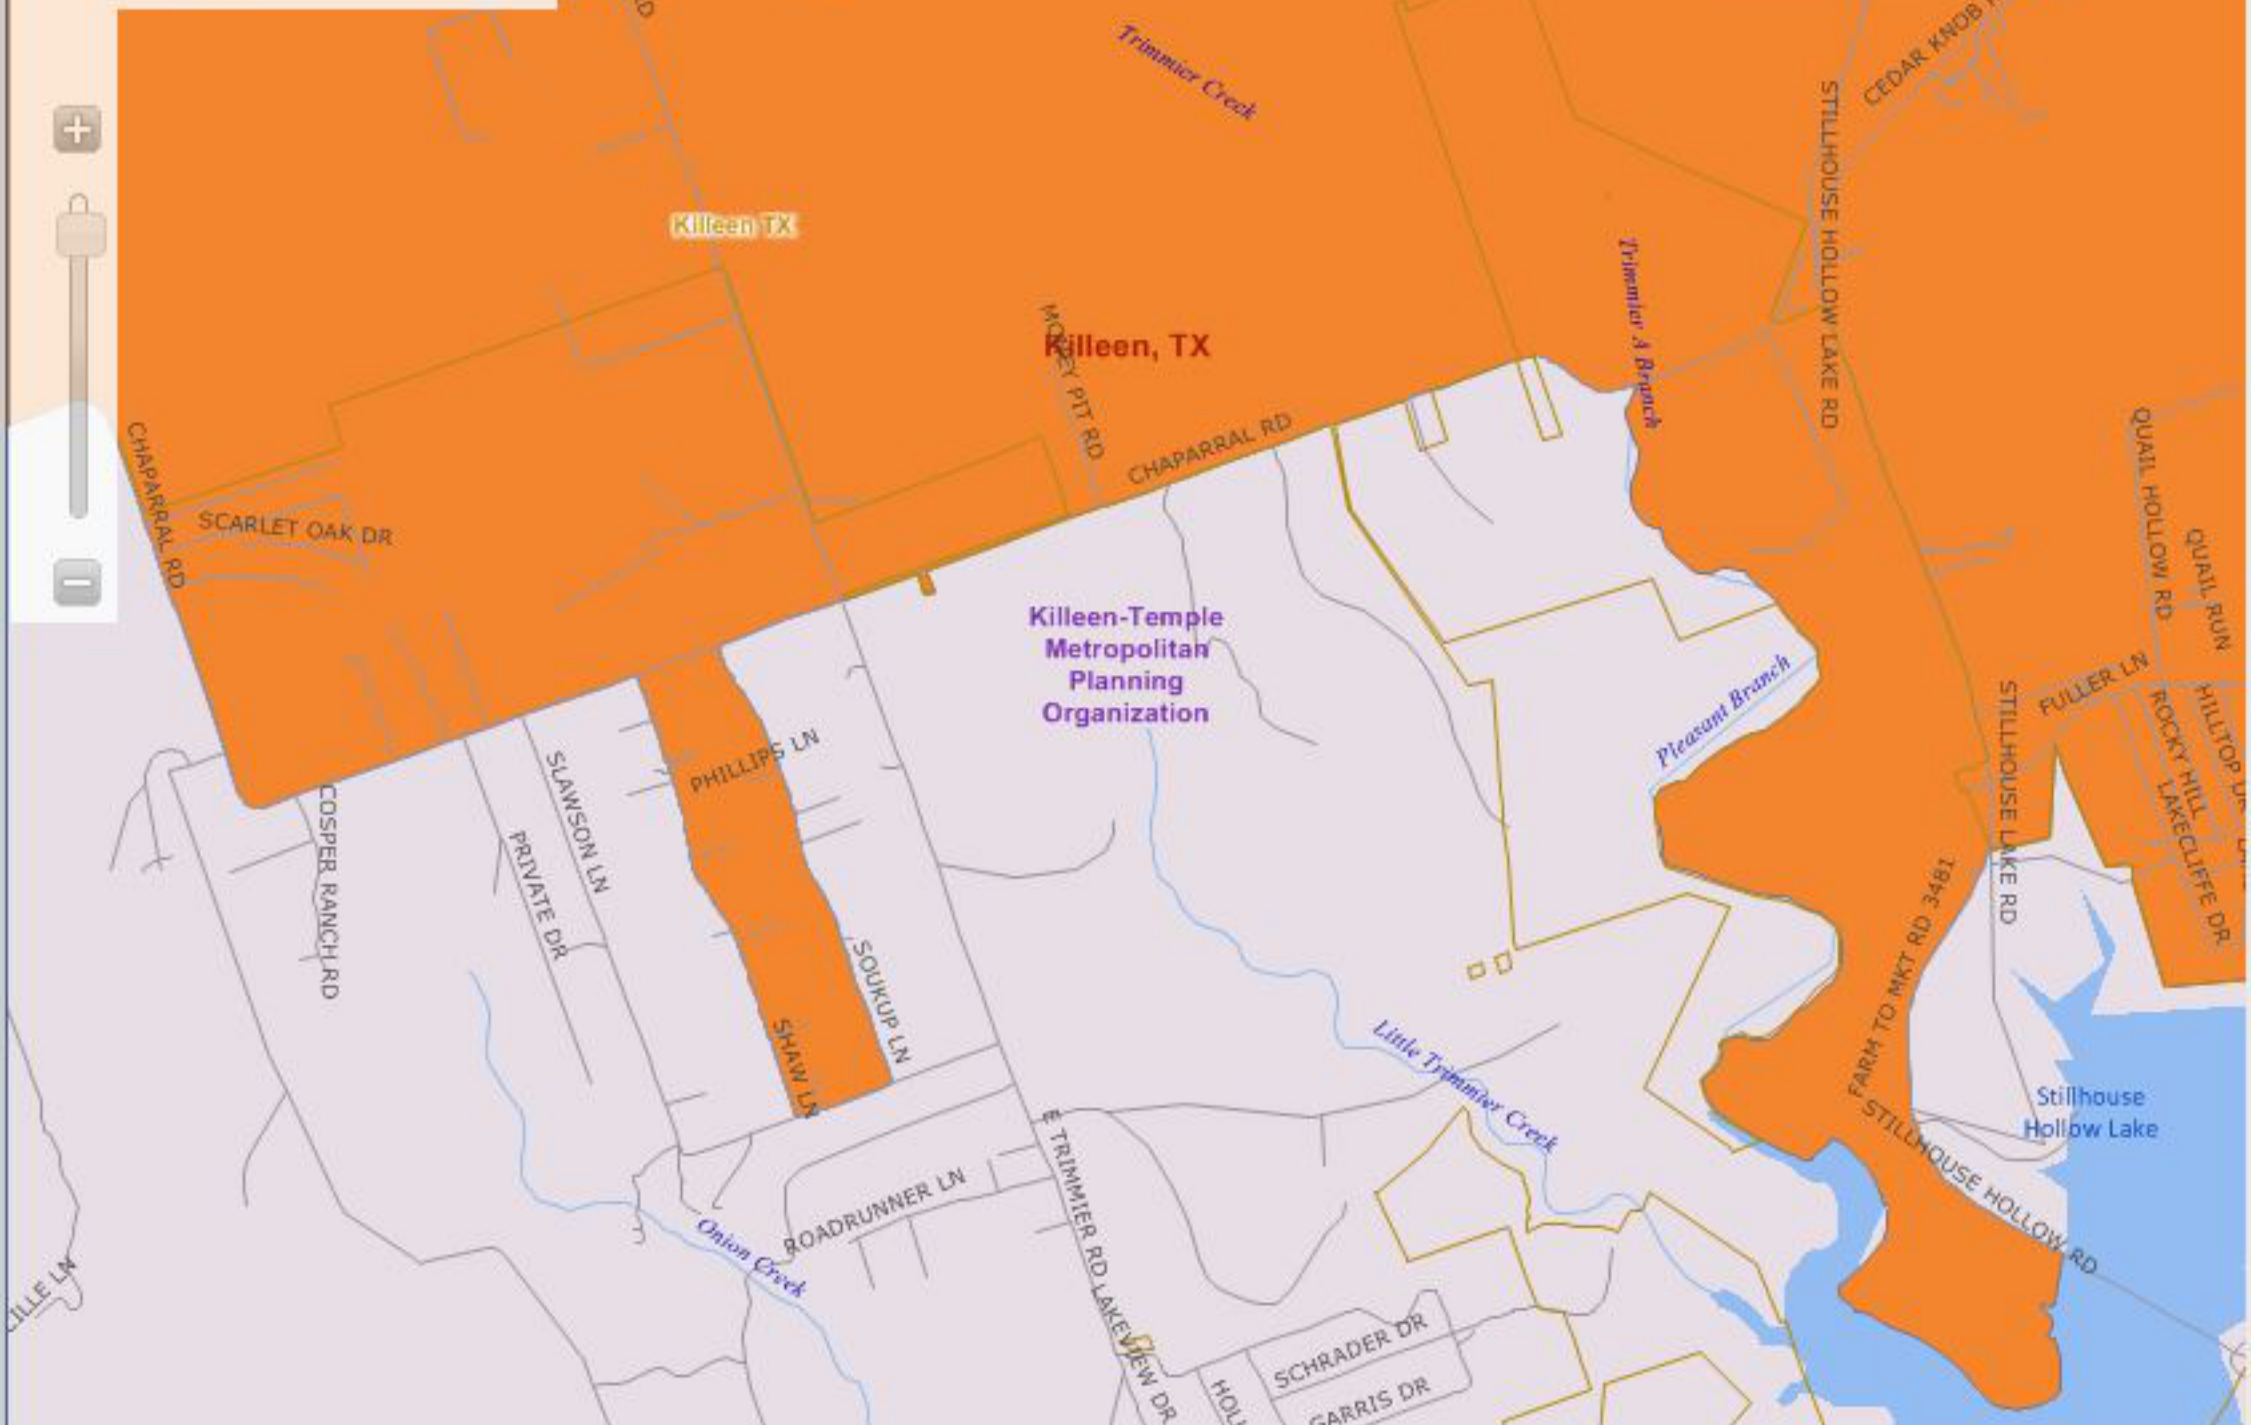 Trimmier Creek
CEDAR KNOB
STILLHOUSE HOLLOW LAKE RD
Killeen TX
Trimmier A Branch
Killeen, TX
MONEY PIT RD
CHAPARRAL RD
CHAPARRAL RD
SCARLET OAK DR
QUAIL HOLLOW RD
QUAIL RUN
Killeen-Temple
Metropolitan
Planning
Organization
Pleasant Branch
FULLER LN
STILLHOUSE LAKE RD
ROCKY HILL
HILLTOP DR
LAKECLIFFE DR
PHILLIPS LN
SLAWSON LN
COSPER RANCH RD
PRIVATE DR
FARM TO MKT RD 3481
SOUKUP LN
SHAW LN
Little Trimmier Creek
Stillhouse
Hollow Lake
STILLHOUSE HOLLOW RD
E TRIMMIER RD
ROADRUNNER LN
Onion Creek
ILLE LN
LAKEVIEW DR
SCHRADER DR
GARRIS DR